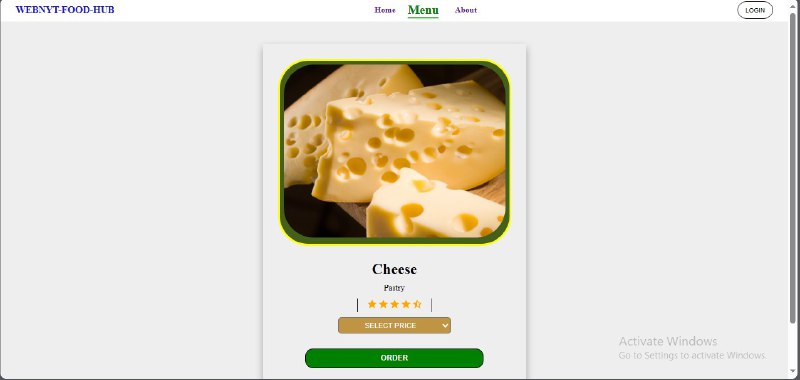 WEBNYT-FOOD-HUB
Home Menu About
LOGIN
Cheese
Pastry
SELECT PRICE
ORDER
Activate Windows
Go to Settings to activate Windows.